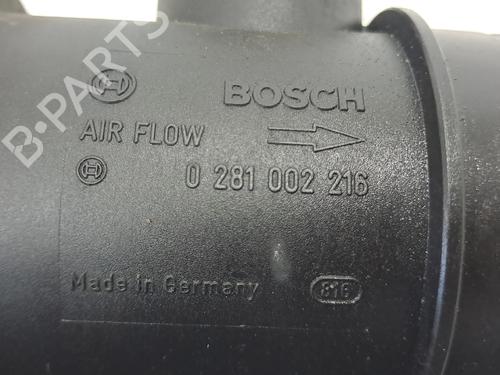 BOSCH
AIR FLOW
0 281 002 216
Made in Germany
816
B-PARTS